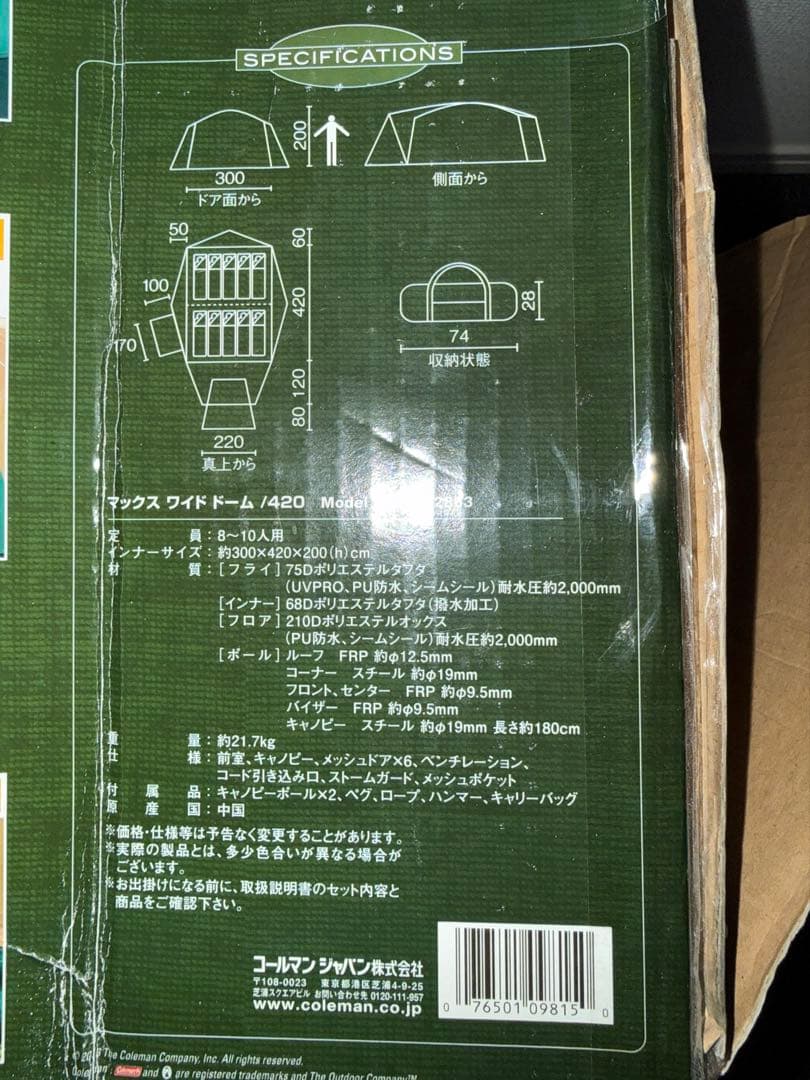 SPECIFICATIONS
200
300
ドア面から
側面から
50
60
100
420
170
120
80
220
真上から
28
74
収納状態
マックス ワイド ドーム /420 Model
定 員：8～10人用
インナーサイズ：約300×420×200（h）cm
材 質：［フライ］75Dポリエステルタフタ
（UVPRO、PU防水、シームシール）耐水圧約2,000mm
［インナー］68Dポリエステルタフタ（撥水加工）
［フロア］210Dポリエステルオックス
（PU防水、シームシール）耐水圧約2,000mm
［ポール］ルーフ FRP 約φ12.5mm
コーナー スチール 約φ19mm
フロント、センター FRP 約φ9.5mm
バイザー FRP 約φ9.5mm
キャノピー スチール 約φ19mm 長さ約180cm
重 量：約21.7kg
仕 様：前室、キャノピー、メッシュドア×6、ベンチレーション、
コード引き込み口、ストームガード、メッシュポケット
付 属 品：キャノピーポール×2、ペグ、ロープ、ハンマー、キャリーバッグ
原 産 国：中国
※価格・仕様等は予告なく変更することがあります。
※実際の製品とは、多少色合いが異なる場合が
ございます。
※お出掛けになる前に、取扱説明書のセット内容と
商品をご確認下さい。
コールマン ジャパン株式会社
〒108-0023 東京都港区芝浦4-9-25
芝浦スクエアビル お問い合わせ先 0120-111-957
www.coleman.co.jp
0 76501 09815 0
The Coleman Company, Inc. All rights reserved.
Coleman and are registered trademarks and The Outdoor Company™